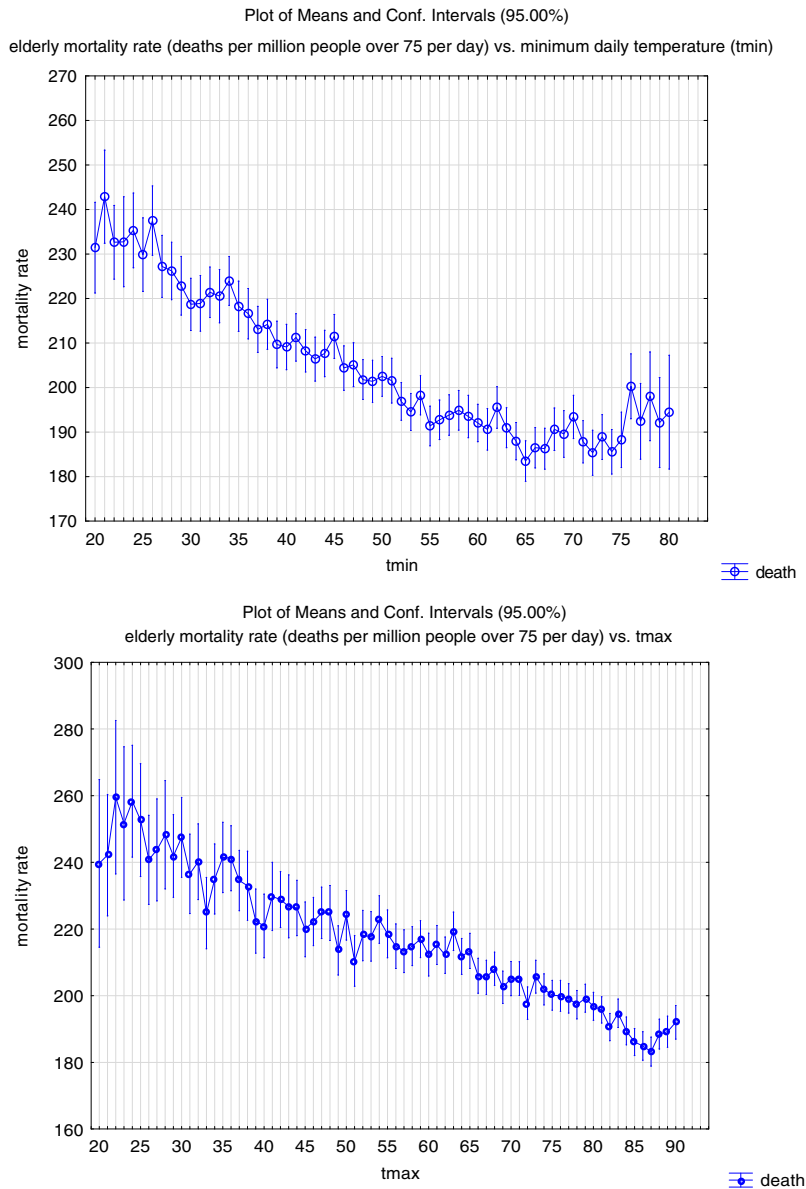 Plot of Means and Conf. Intervals (95.00%)
elderly mortality rate (deaths per million people over 75 per day) vs. minimum daily temperature (tmin)
270
260
250
240
230
220
210
200
190
180
170
mortality rate
20 25 30 35 40 45 50 55 60 65 70 75 80
tmin
death
Plot of Means and Conf. Intervals (95.00%)
elderly mortality rate (deaths per million people over 75 per day) vs. tmax
300
280
260
240
220
200
180
160
mortality rate
20 25 30 35 40 45 50 55 60 65 70 75 80 85 90
tmax
death